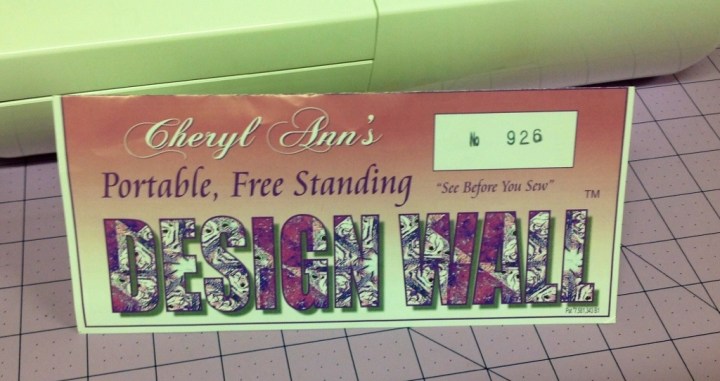 Cheryl Ann's
No 926
Portable, Free Standing
"See Before You Sew"
TM
DESIGN WALL